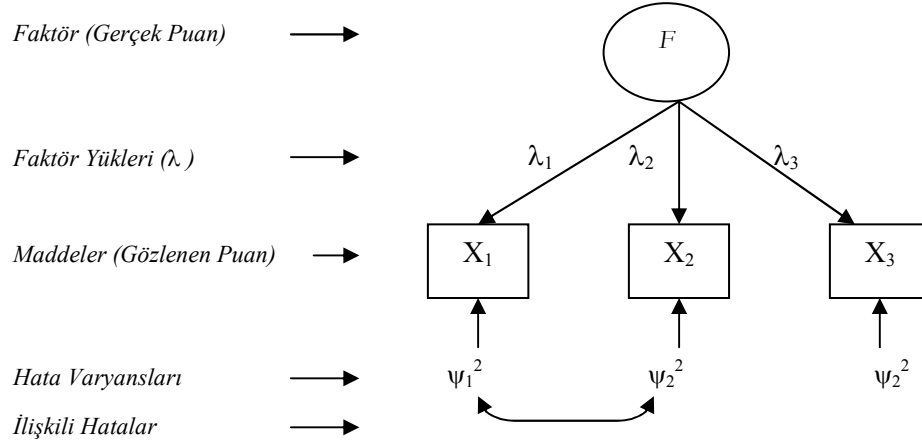 Faktör (Gerçek Puan)
F
Faktör Yükleri (λ )
λ1
λ2
λ3
Maddeler (Gözlenen Puan)
X1
X2
X3
Hata Varyansları
ψ1²
ψ2²
ψ2²
İlişkili Hatalar